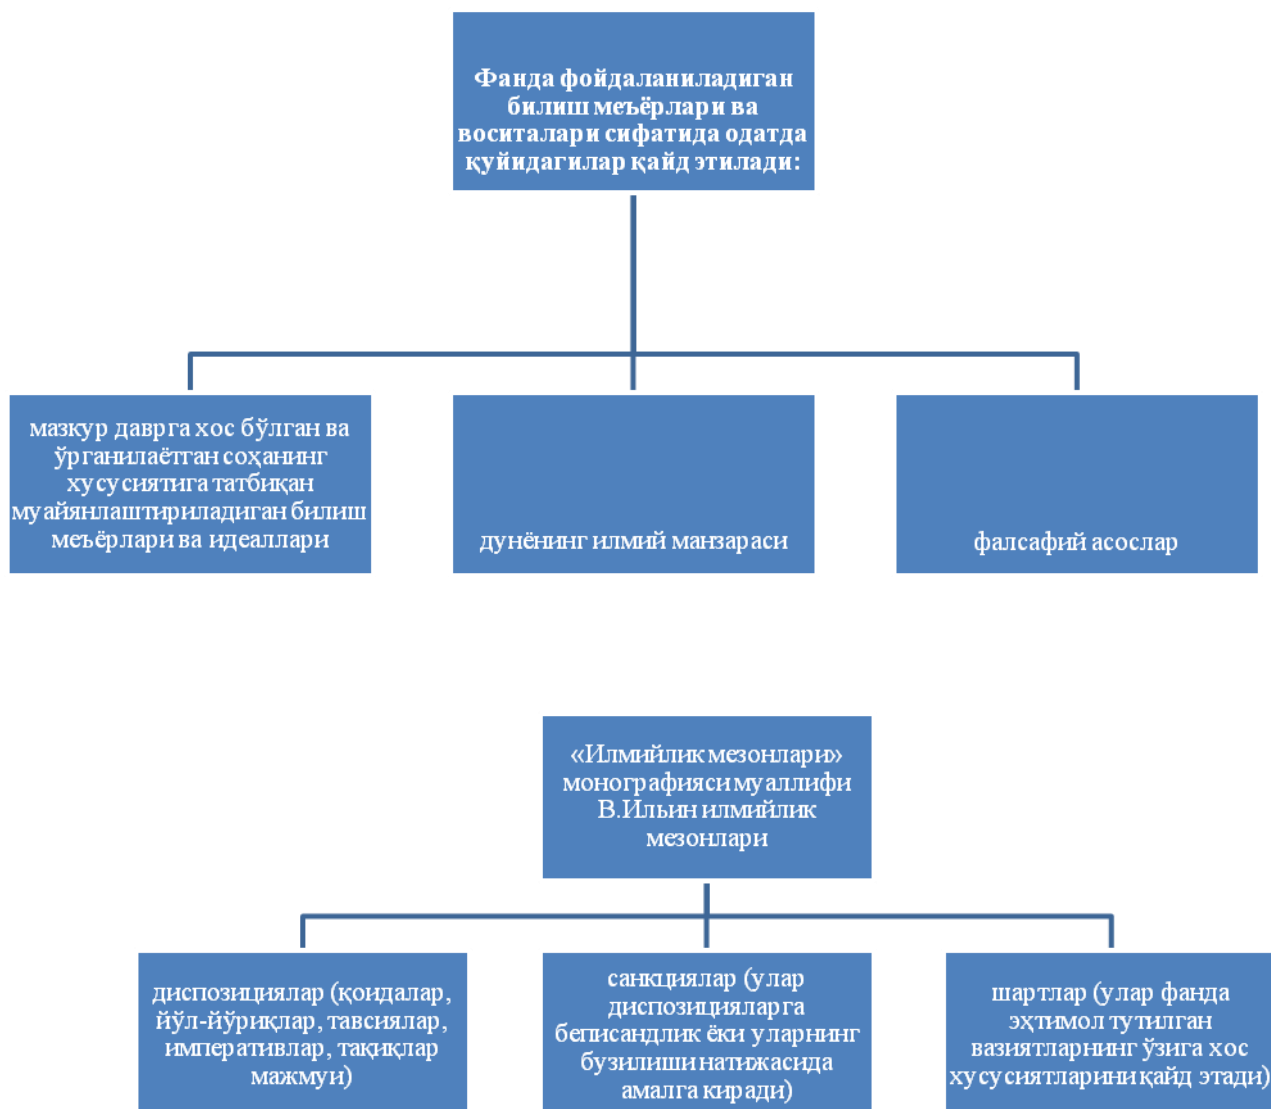 Фанда фойдаланиладиган
билиш меъёрлари ва
воситалари сифатида одатда
қуйидагилар қайд этилади:
мазкур даврга хос бўлган ва
ўрганилаётган соҳанинг
хусусиятига татбиқан
муайянлаштириладиган билиш
меъёрлари ва идеаллари
дунёнинг илмий манзараси
фалсафий асослар
«Илмийлик мезонлари»
монографияси муаллифи
В.Ильин илмийлик
мезонлари
диспозициялар (қоидалар,
йўл-йўриқлар, тавсиялар,
императивлар, тақиқлар
мажмуи)
санкциялар (улар
диспозицияларга
беписандлик ёки уларнинг
бузилиши натижасида
амалга киради)
шартлар (улар фанда
эҳтимол тутилган
вазиятларнинг ўзига хос
хусусиятларини қайд этади)